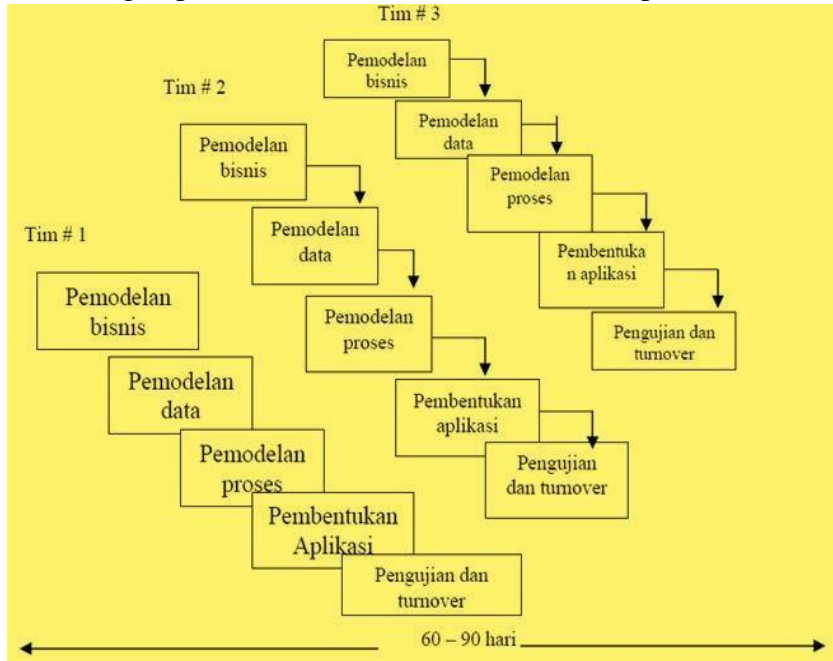 Tim # 3
Pemodelan
bisnis
Pemodelan
data
Pemodelan
proses
Pembentuka
n aplikasi
Pengujian dan
turnover
Tim # 2
Pemodelan
bisnis
Pemodelan
data
Pemodelan
proses
Pembentukan
aplikasi
Pengujian
dan turnover
Tim # 1
Pemodelan
bisnis
Pemodelan
data
Pemodelan
proses
Pembentukan
Aplikasi
Pengujian dan
turnover
60 – 90 hari